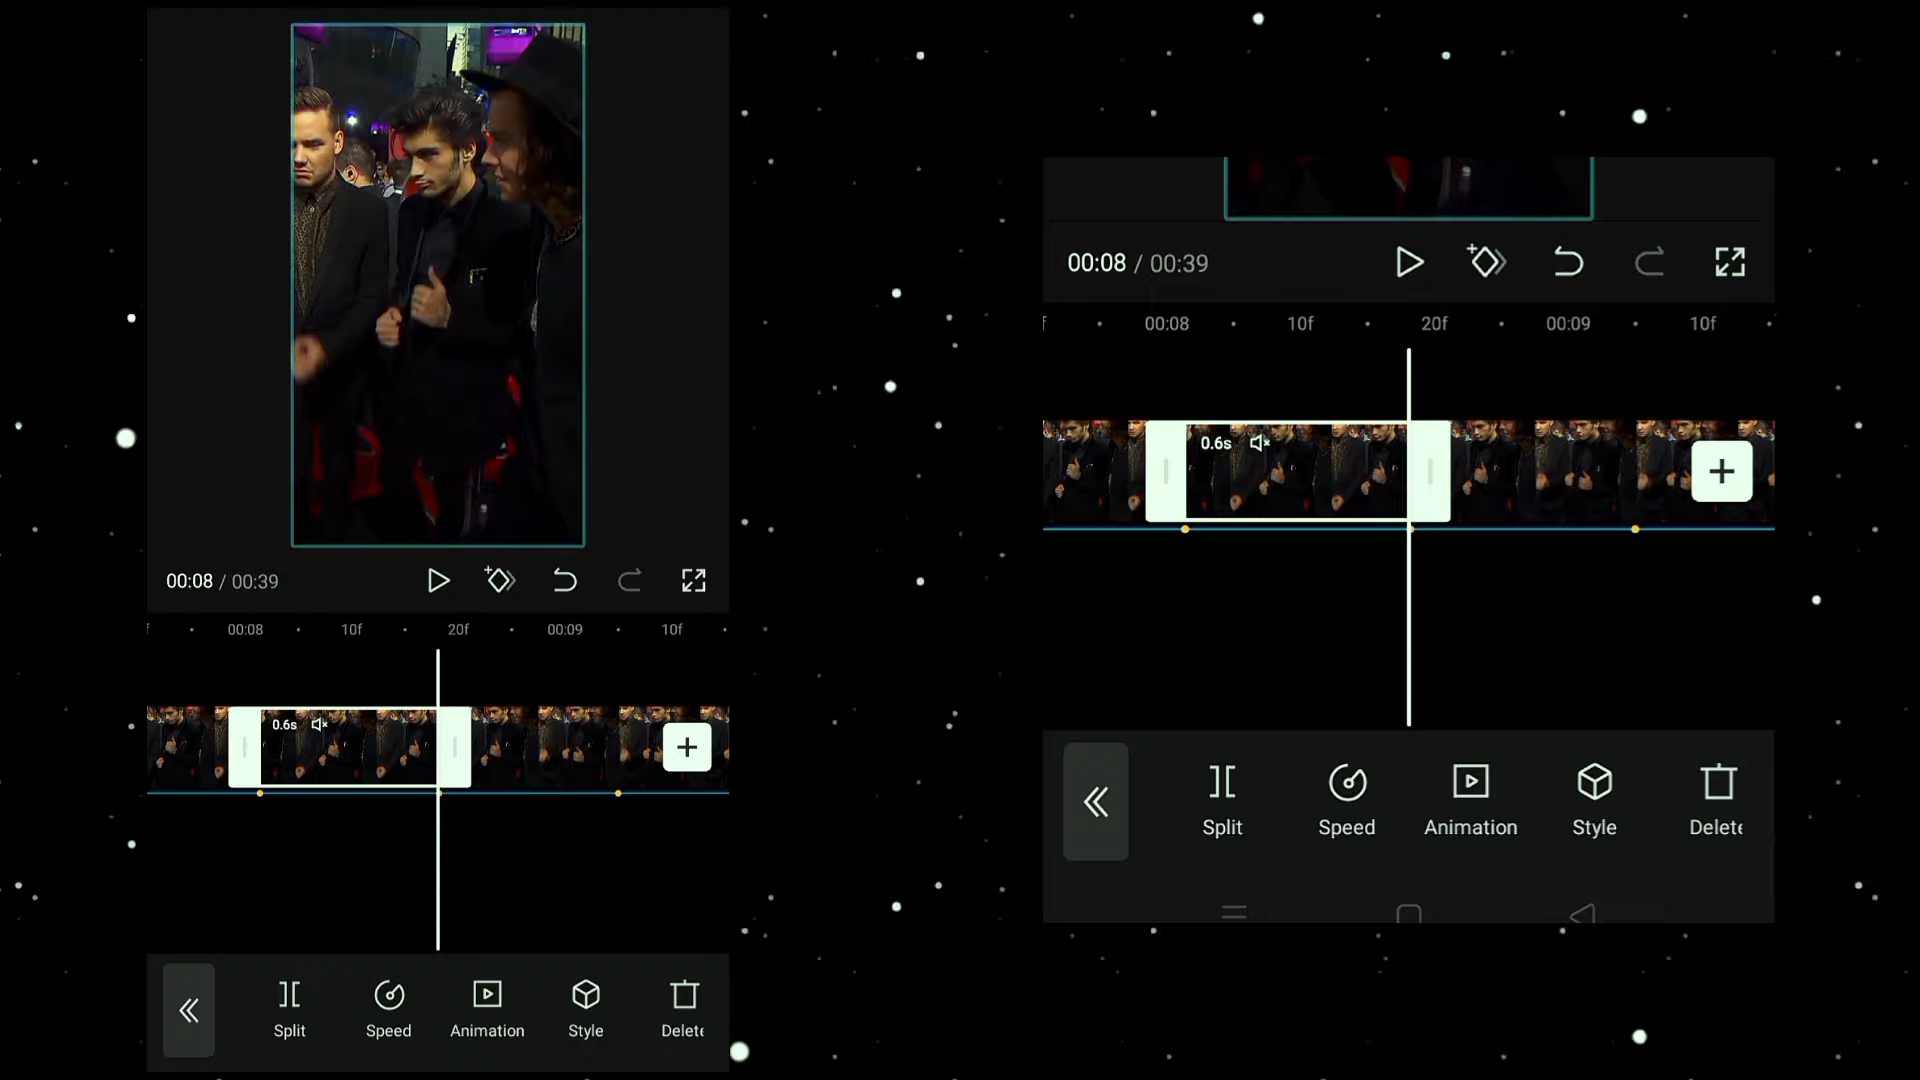 00:08 / 00:39
f 00:08 10f 20f 00:09 10f
0.6s
Split Speed Animation Style Delete
00:08 / 00:39
f 00:08 10f 20f 00:09 10f
0.6s
Split Speed Animation Style Delete